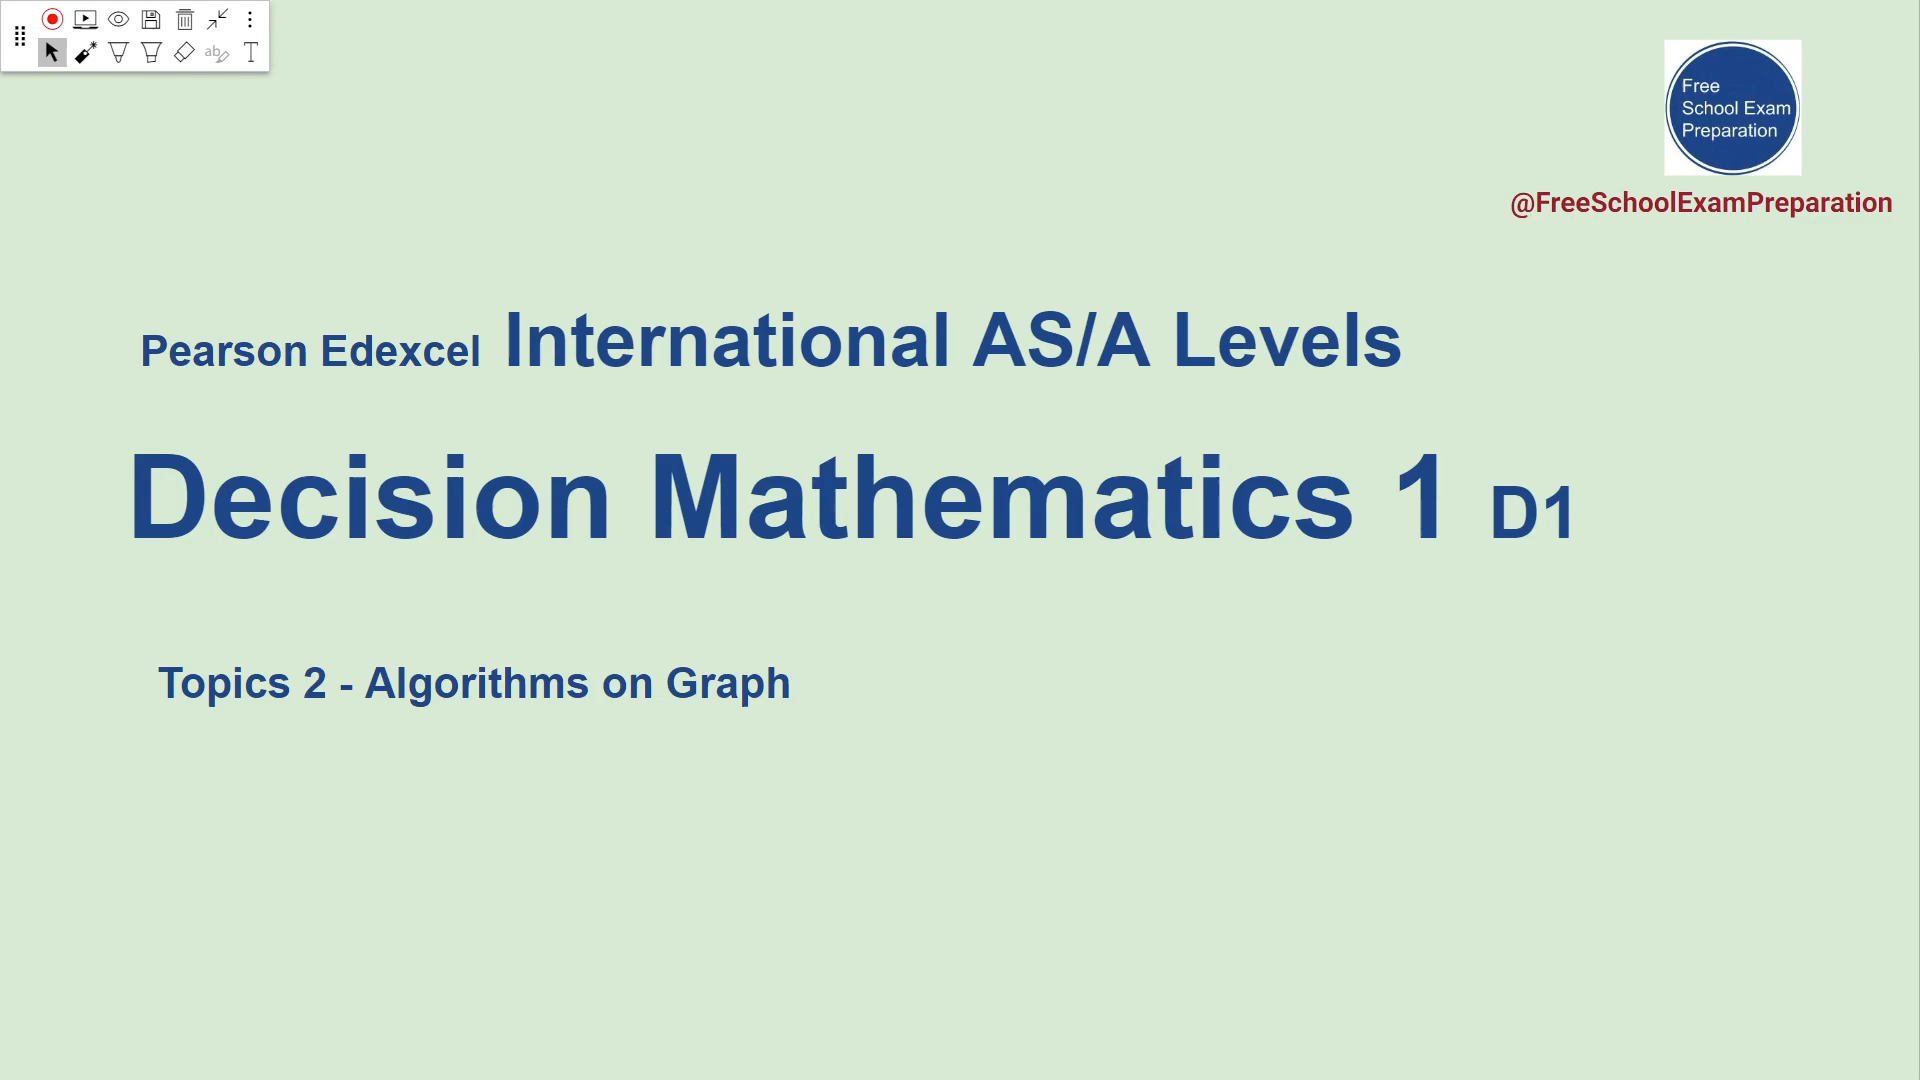 Free
School Exam
Preparation
@FreeSchoolExamPreparation
Pearson Edexcel International AS/A Levels
Decision Mathematics 1 D1
Topics 2 - Algorithms on Graph